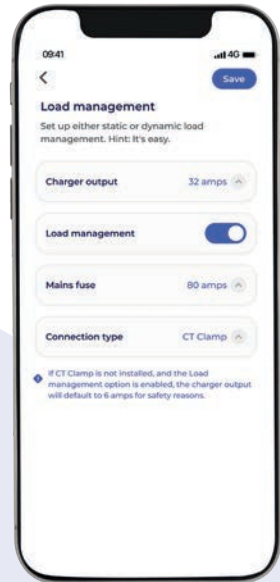 09:41
4G
Save
Load management
Set up either static or dynamic load
management. Hint: It's easy.
Charger output 32 amps
Load management
Mains fuse 80 amps
Connection type CT Clamp
If CT Clamp is not installed, and the Load
management option is enabled, the charger output
will default to 6 amps for safety reasons.